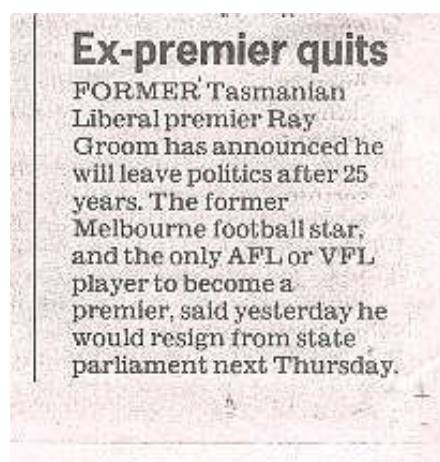 Ex-premier quits
FORMER Tasmanian
Liberal premier Ray
Groom has announced he
will leave politics after 25
years. The former
Melbourne football star,
and the only AFL or VFL
player to become a
premier, said yesterday he
would resign from state
parliament next Thursday.